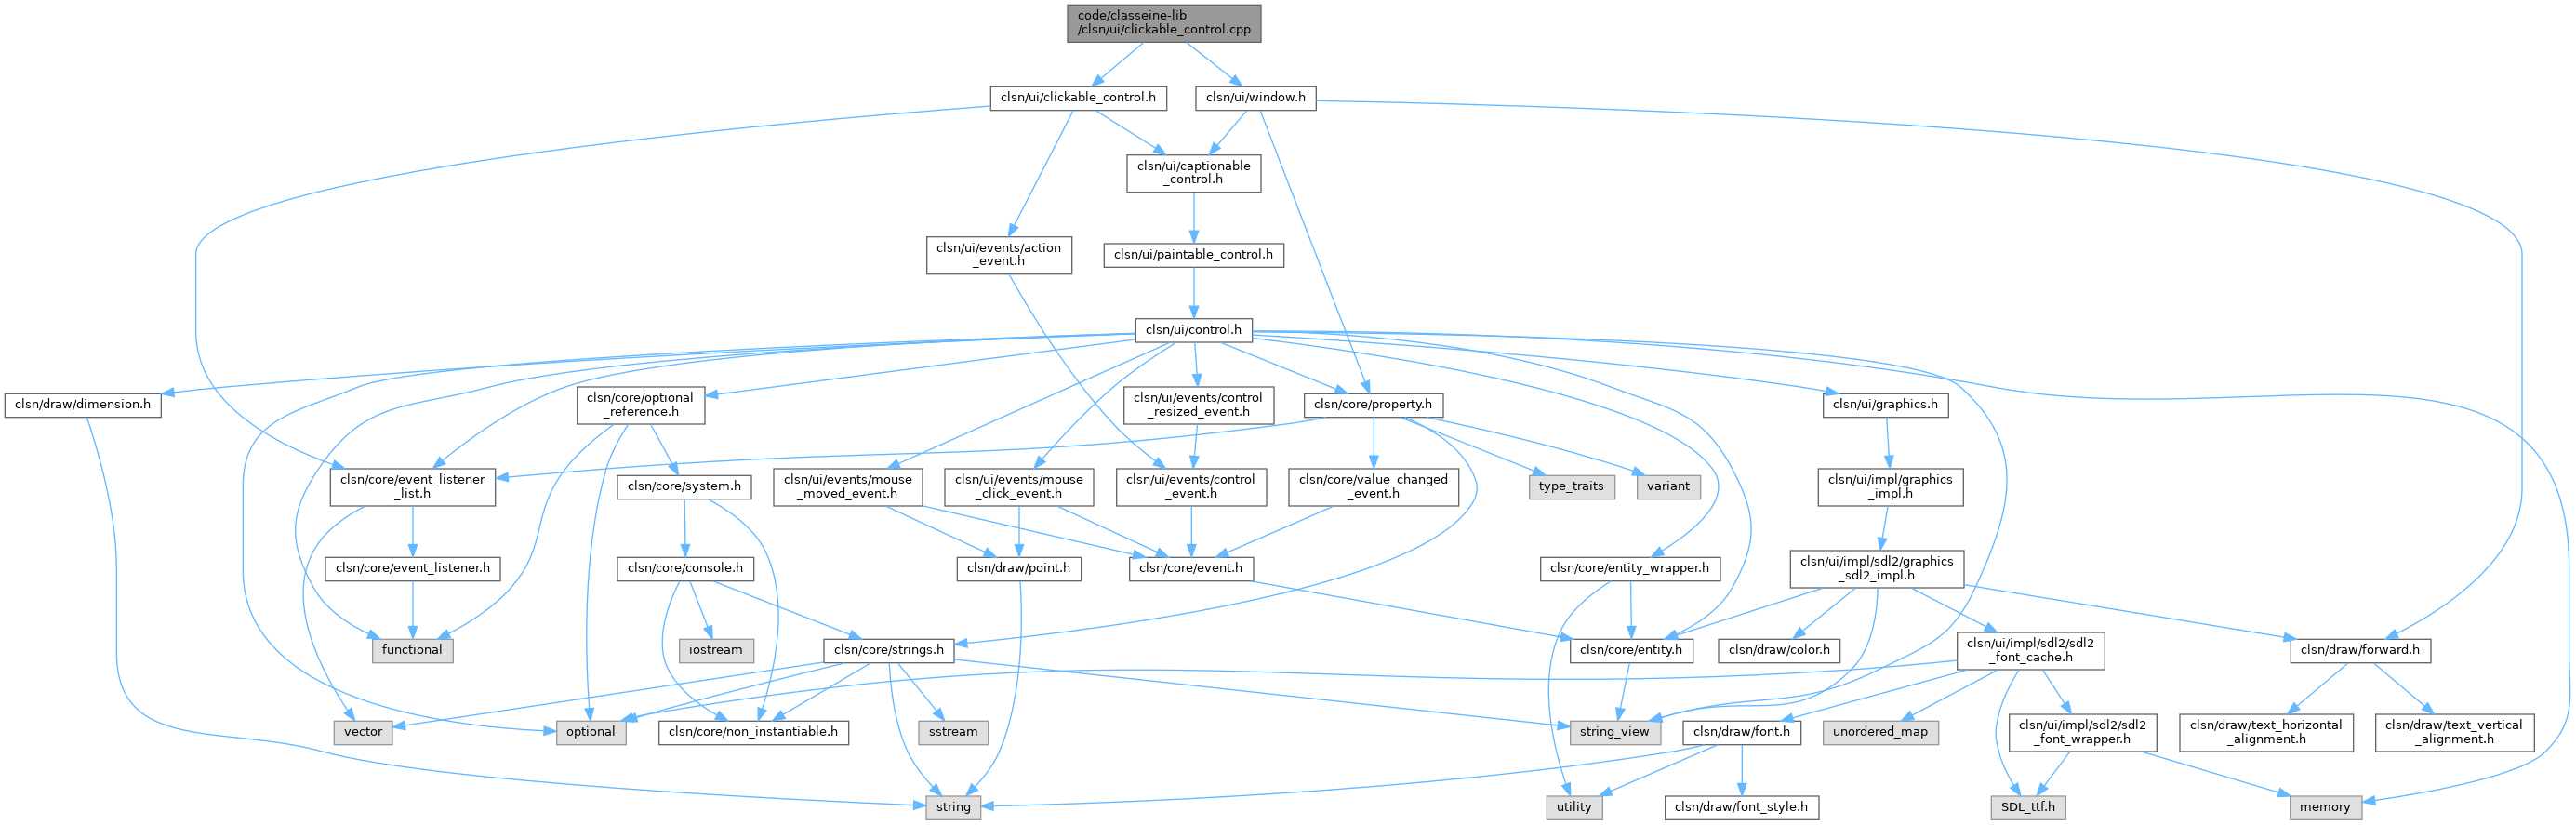 code/classeine-lib
/clsn/ui/clickable_control.cpp
clsn/ui/clickable_control.h
clsn/ui/window.h
clsn/ui/captionable
_control.h
clsn/ui/events/action
_event.h
clsn/ui/paintable_control.h
clsn/ui/control.h
clsn/draw/dimension.h
clsn/core/optional
_reference.h
clsn/ui/events/control
_resized_event.h
clsn/core/property.h
clsn/ui/graphics.h
clsn/core/event_listener
_list.h
clsn/core/system.h
clsn/ui/events/mouse
_moved_event.h
clsn/ui/events/mouse
_click_event.h
clsn/ui/events/control
_event.h
clsn/core/value_changed
_event.h
type_traits
variant
clsn/ui/impl/graphics
_impl.h
clsn/core/event_listener.h
clsn/core/console.h
clsn/draw/point.h
clsn/core/event.h
clsn/core/entity_wrapper.h
clsn/ui/impl/sdl2/graphics
_sdl2_impl.h
functional
iostream
clsn/core/strings.h
clsn/core/entity.h
clsn/draw/color.h
clsn/ui/impl/sdl2/sdl2
_font_cache.h
clsn/draw/forward.h
vector
optional
clsn/core/non_instantiable.h
sstream
string_view
clsn/draw/font.h
unordered_map
clsn/ui/impl/sdl2/sdl2
_font_wrapper.h
clsn/draw/text_horizontal
_alignment.h
clsn/draw/text_vertical
_alignment.h
string
utility
clsn/draw/font_style.h
SDL_ttf.h
memory